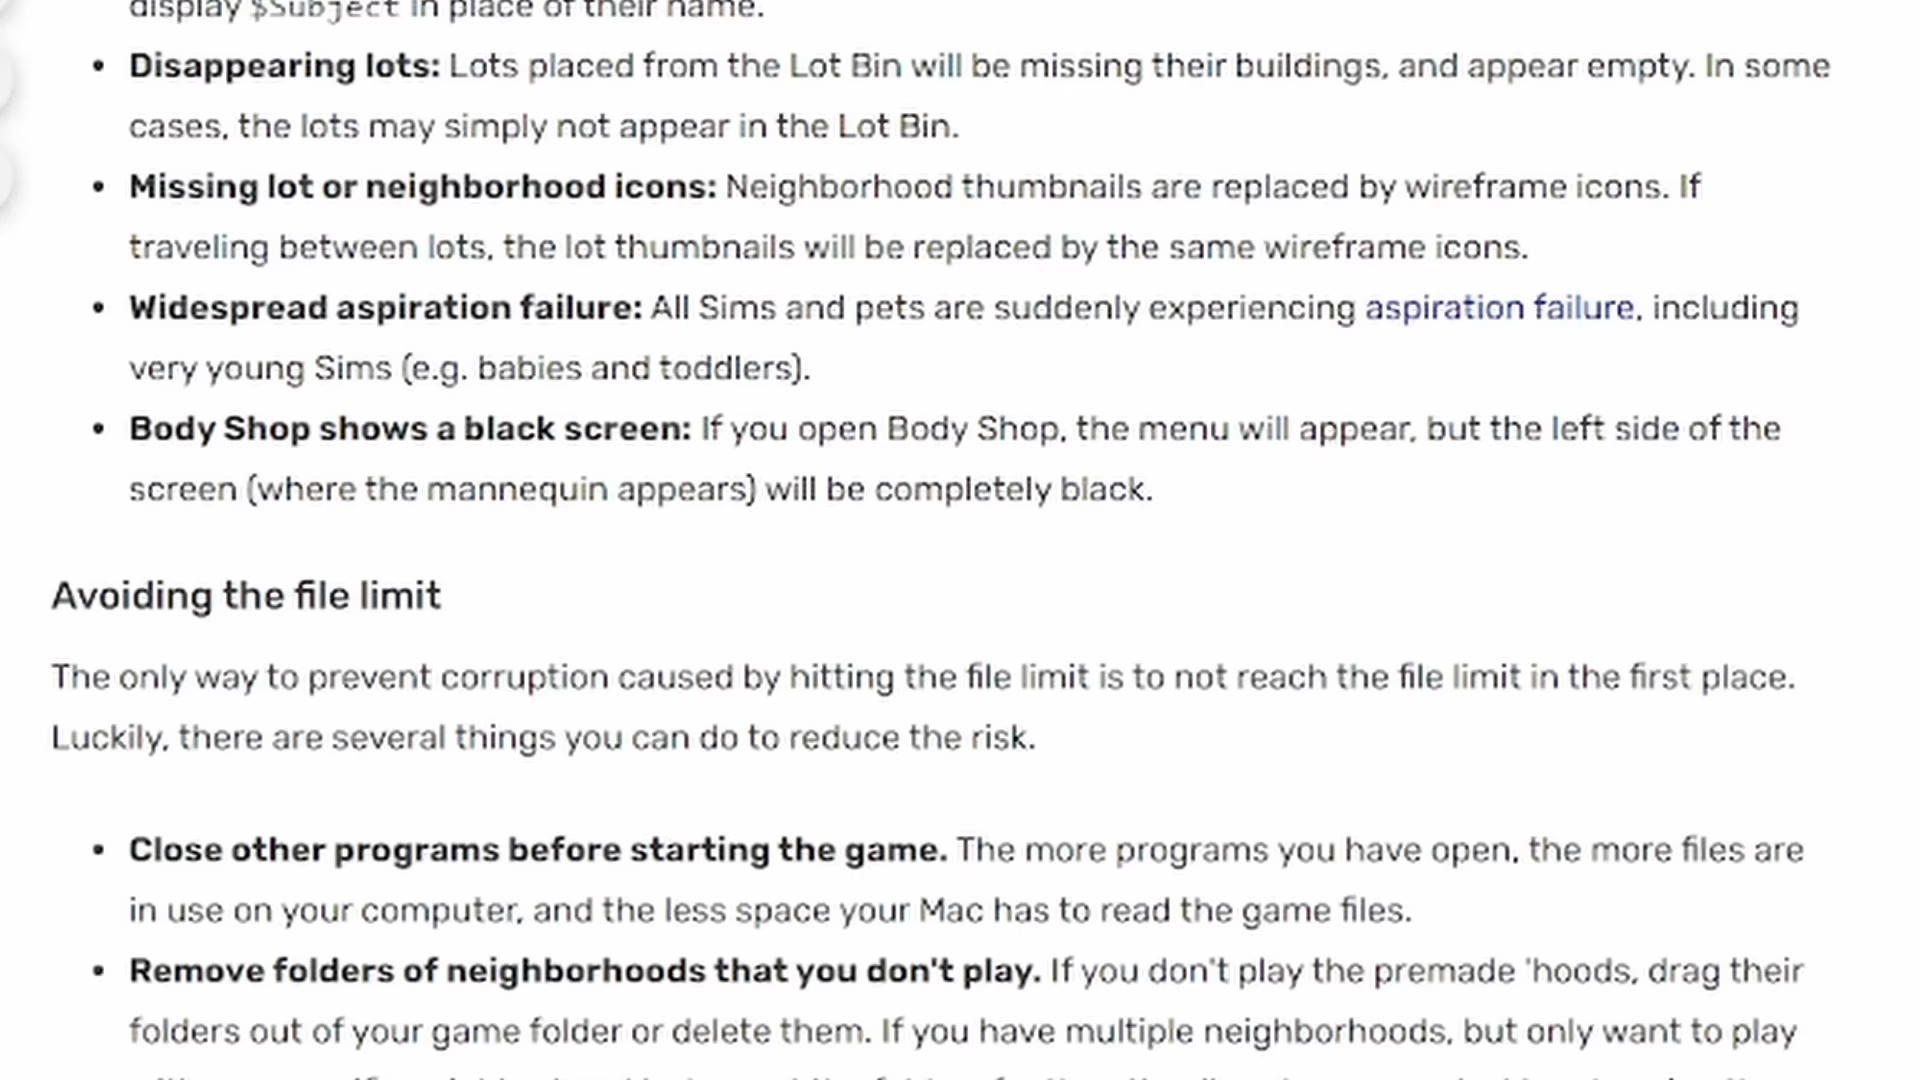 display $Subject in place of their name.
• Disappearing lots: Lots placed from the Lot Bin will be missing their buildings, and appear empty. In some
cases, the lots may simply not appear in the Lot Bin.
• Missing lot or neighborhood icons: Neighborhood thumbnails are replaced by wireframe icons. If
traveling between lots, the lot thumbnails will be replaced by the same wireframe icons.
• Widespread aspiration failure: All Sims and pets are suddenly experiencing aspiration failure, including
very young Sims (e.g. babies and toddlers).
• Body Shop shows a black screen: If you open Body Shop, the menu will appear, but the left side of the
screen (where the mannequin appears) will be completely black.
Avoiding the file limit
The only way to prevent corruption caused by hitting the file limit is to not reach the file limit in the first place.
Luckily, there are several things you can do to reduce the risk.
• Close other programs before starting the game. The more programs you have open, the more files are
in use on your computer, and the less space your Mac has to read the game files.
• Remove folders of neighborhoods that you don't play. If you don't play the premade 'hoods, drag their
folders out of your game folder or delete them. If you have multiple neighborhoods, but only want to play